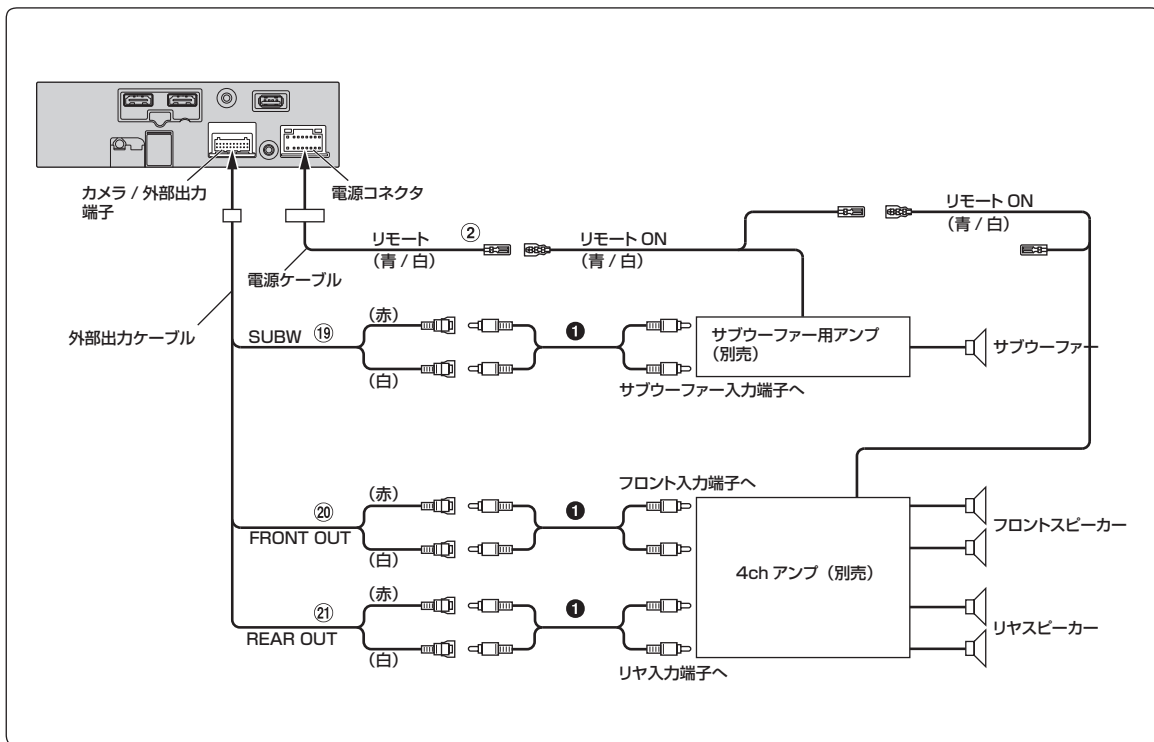 カメラ / 外部出力
端子
電源コネクタ
リモート ②
(青 / 白)
リモート ON
(青 / 白)
リモート ON
(青 / 白)
電源ケーブル
外部出力ケーブル
SUBW ⑲
(赤)
(白)
❶
サブウーファー用アンプ
(別売)
サブウーファー
サブウーファー入力端子へ
フロント入力端子へ
⑳
FRONT OUT
(赤)
(白)
❶
4ch アンプ (別売)
フロントスピーカー
㉑
REAR OUT
(赤)
(白)
❶
リヤスピーカー
リヤ入力端子へ